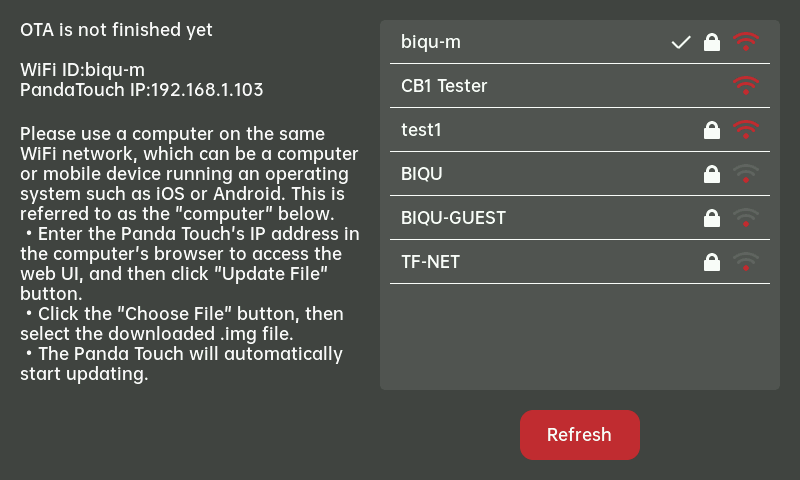 OTA is not finished yet
WiFi ID:biqu-m
PandaTouch IP:192.168.1.103
Please use a computer on the same
WiFi network, which can be a computer
or mobile device running an operating
system such as iOS or Android. This is
referred to as the "computer" below.
• Enter the Panda Touch's IP address in
the computer's browser to access the
web UI, and then click "Update File"
button.
• Click the "Choose File" button, then
select the downloaded .img file.
• The Panda Touch will automatically
start updating.
biqu-m
CB1 Tester
test1
BIQU
BIQU-GUEST
TF-NET
Refresh